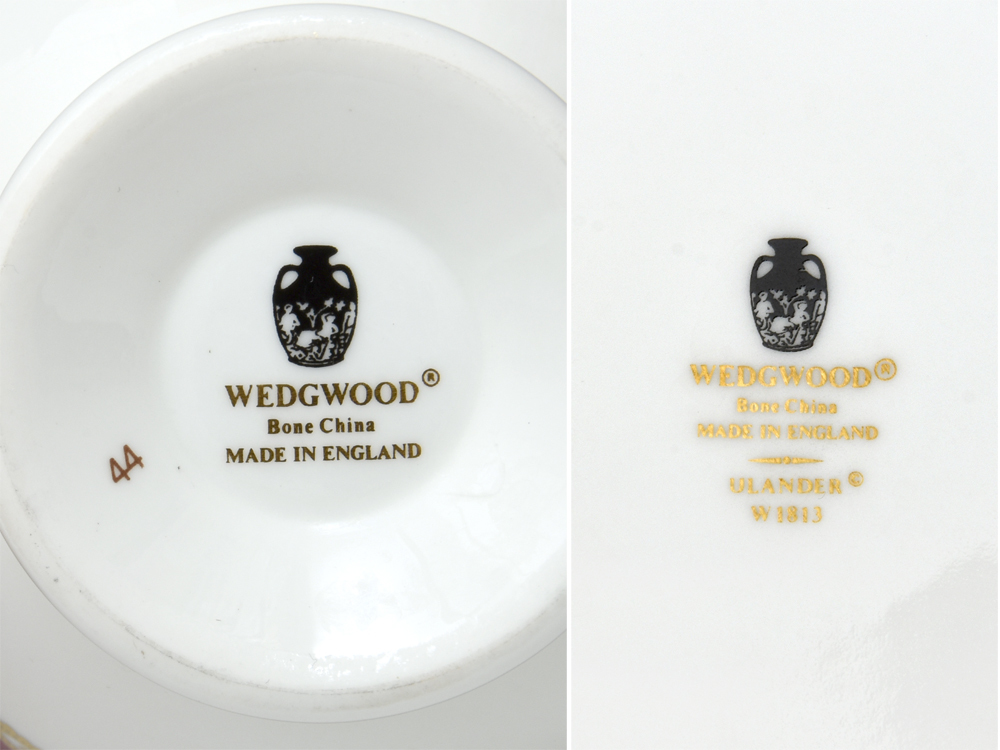 WEDGWOOD®
Bone China
MADE IN ENGLAND
44
WEDGWOOD®
Bone China
MADE IN ENGLAND
ULANDER©
W1813